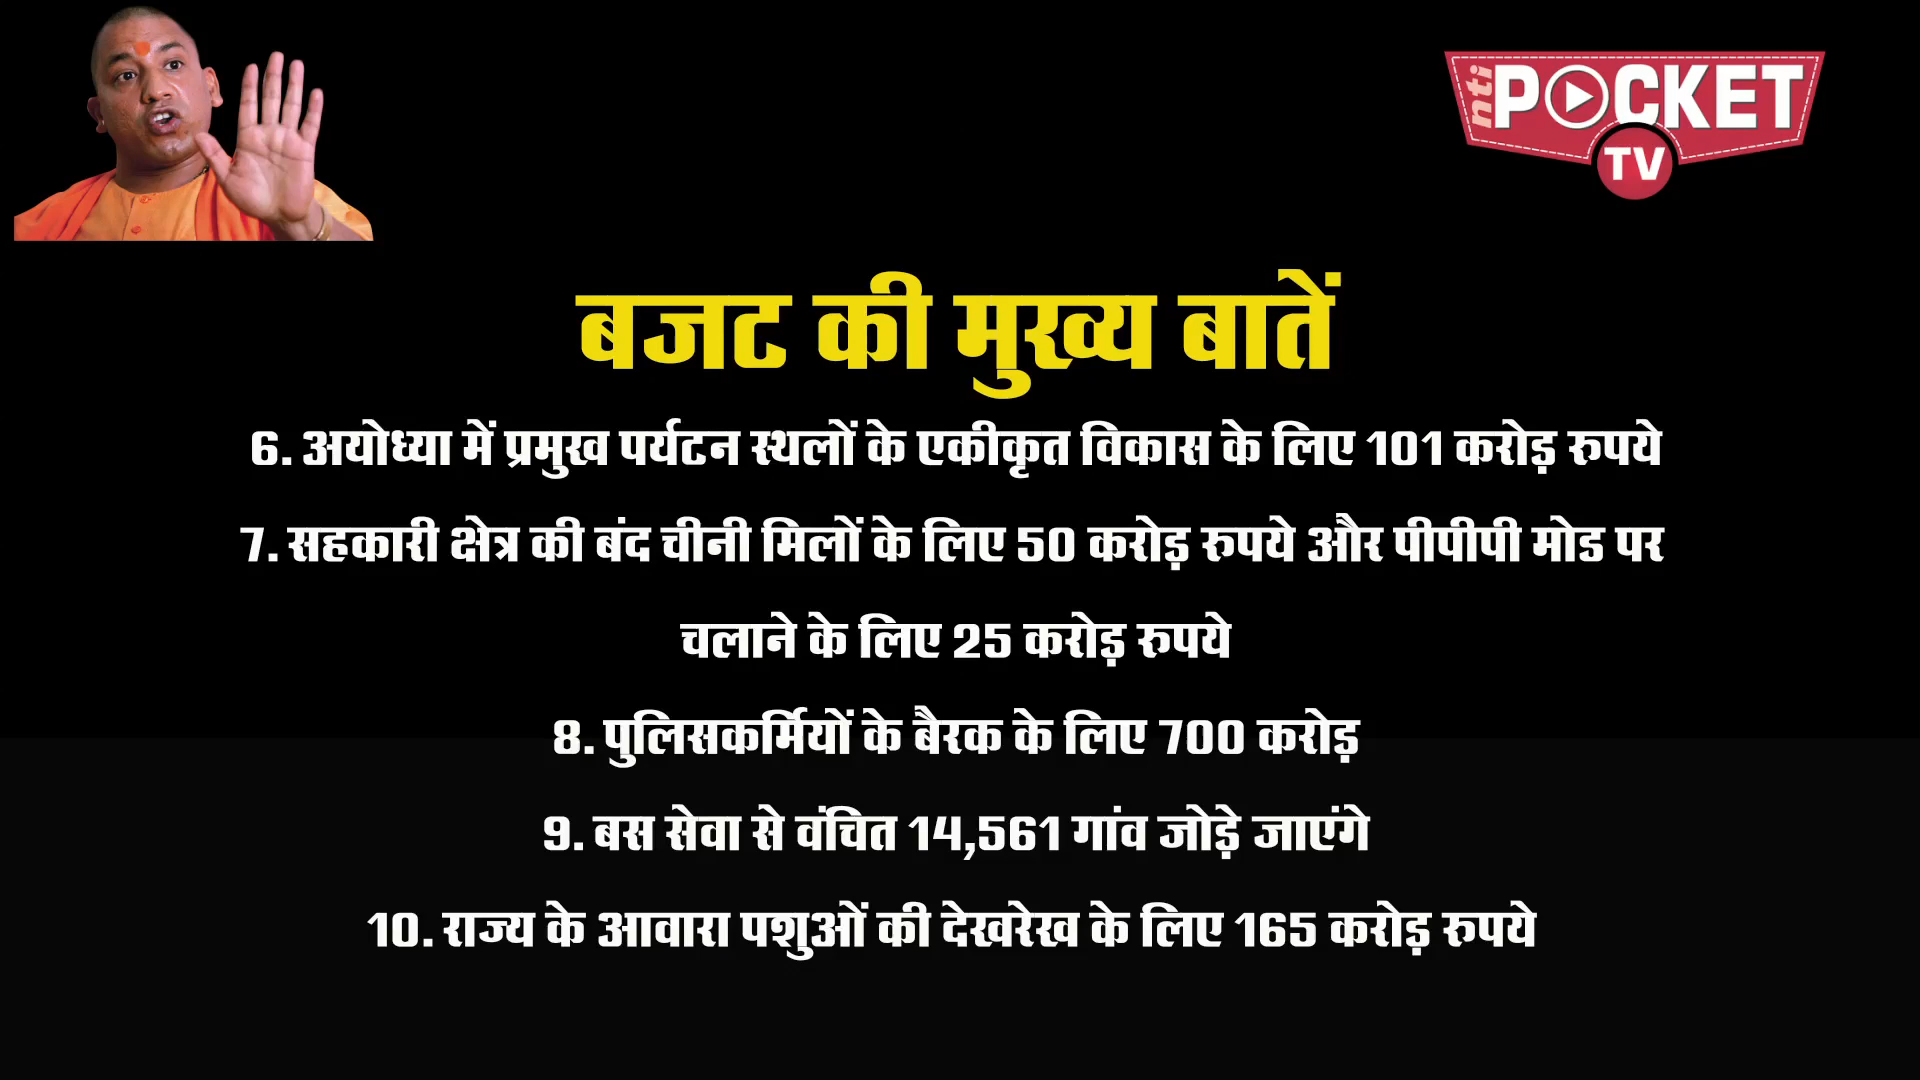 nti POCKET
TV
बजट की मुख्य बातें
6. अयोध्या में प्रमुख पर्यटन स्थलों के एकीकृत विकास के लिए 101 करोड़ रुपये
7. सहकारी क्षेत्र की बंद चीनी मिलों के लिए 50 करोड़ रुपये और पीपीपी मोड पर
चलाने के लिए 25 करोड़ रुपये
8. पुलिसकर्मियों के बैरक के लिए 700 करोड़
9. बस सेवा से वंचित 14,561 गांव जोड़े जाएंगे
10. राज्य के आवारा पशुओं की देखरेख के लिए 165 करोड़ रुपये